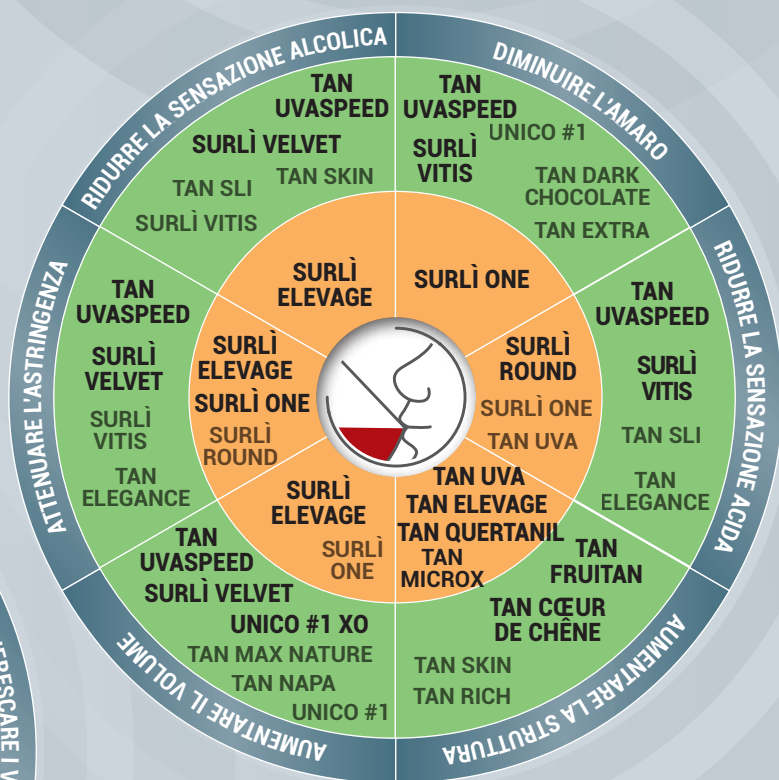 RIDURRE LA SENSAZIONE ALCOLICA
TAN
UVASPEED
SURLÌ VELVET
TAN SKIN
TAN SLI
SURLÌ VITIS
SURLÌ
ELEVAGE
DIMINUIRE L'AMARO
TAN
UVASPEED
UNICO #1
SURLÌ
VITIS
TAN DARK
CHOCOLATE
TAN EXTRA
SURLÌ ONE
RIDURRE LA SENSAZIONE ACIDA
TAN
UVASPEED
SURLÌ
VITIS
TAN SLI
TAN
ELEGANCE
SURLÌ
ROUND
SURLÌ ONE
TAN UVA
AUMENTARE LA STRUTTURA
TAN UVA
TAN ELEVAGE
TAN QUERTANIL
TAN
MICROX
TAN
FRUITAN
TAN CŒUR
DE CHÊNE
TAN SKIN
TAN RICH
AUMENTARE IL VOLUME
SURLÌ
ELEVAGE
SURLÌ
ONE
TAN
UVASPEED
SURLÌ VELVET
UNICO #1 XO
TAN MAX NATURE
TAN NAPA
UNICO #1
ATTENUARE L'ASTRINGENZA
TAN
UVASPEED
SURLÌ
VELVET
SURLÌ
VITIS
TAN
ELEGANCE
SURLÌ
ELEVAGE
SURLÌ ONE
SURLÌ
ROUND